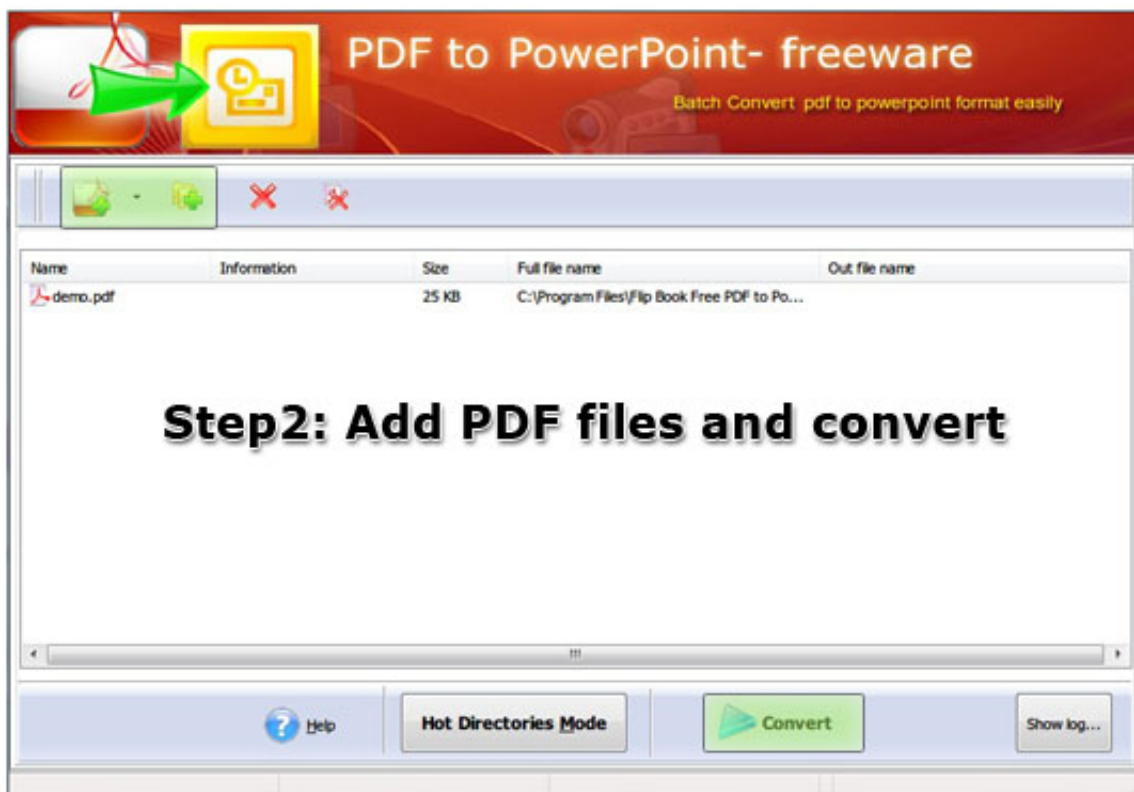 PDF to PowerPoint- freeware
Batch Convert pdf to powerpoint format easily
Name Information Size Full file name Out file name
demo.pdf 25 KB C:\Program Files\Flip Book Free PDF to Po...
Step2: Add PDF files and convert
Help Hot Directories Mode Convert Show log...